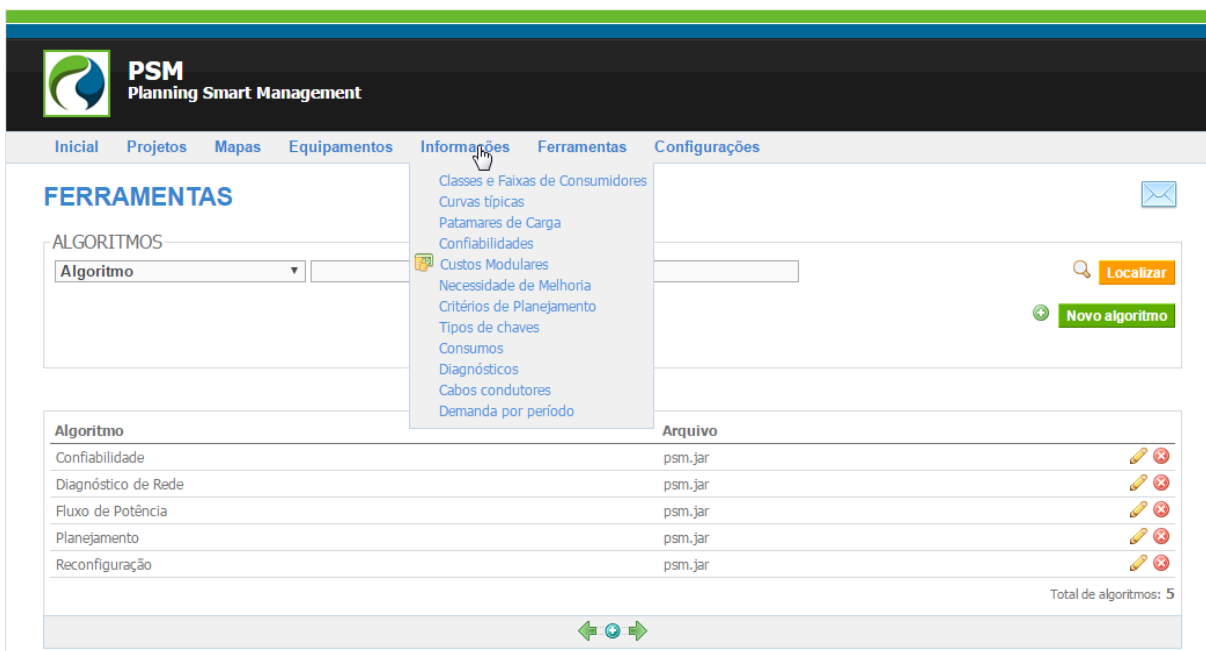 PSM
Planning Smart Management
Inicial Projetos Mapas Equipamentos Informações Ferramentas Configurações
FERRAMENTAS
Classes e Faixas de Consumidores
Curvas típicas
Patamares de Carga
Confiabilidades
Custos Modulares
Necessidade de Melhoria
Critérios de Planejamento
Tipos de chaves
Consumos
Diagnósticos
Cabos condutores
Demanda por período
ALGORITMOS
Algoritmo
Localizar
Novo algoritmo
Algoritmo Arquivo
Confiabilidade psm.jar
Diagnóstico de Rede psm.jar
Fluxo de Potência psm.jar
Planejamento psm.jar
Reconfiguração psm.jar
Total de algoritmos: 5